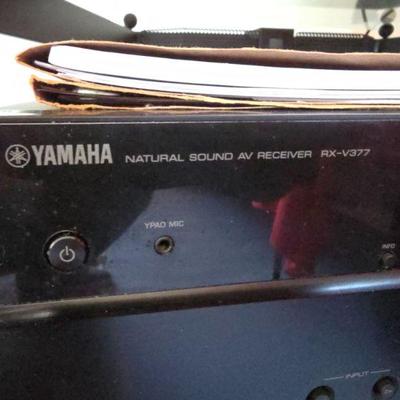 YAMAHA NATURAL SOUND AV RECEIVER RX-V377
YPAO MIC
INFO
INPUT